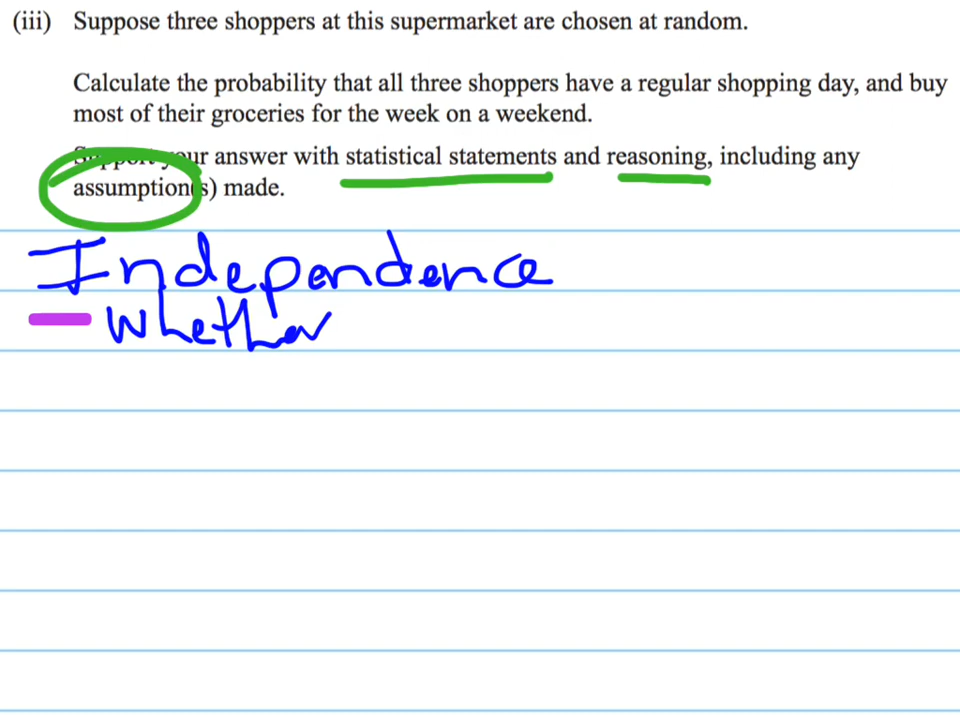 (iii) Suppose three shoppers at this supermarket are chosen at random.
Calculate the probability that all three shoppers have a regular shopping day, and buy
most of their groceries for the week on a weekend.
Support your answer with statistical statements and reasoning, including any
assumption(s) made.
Independence
– Whether